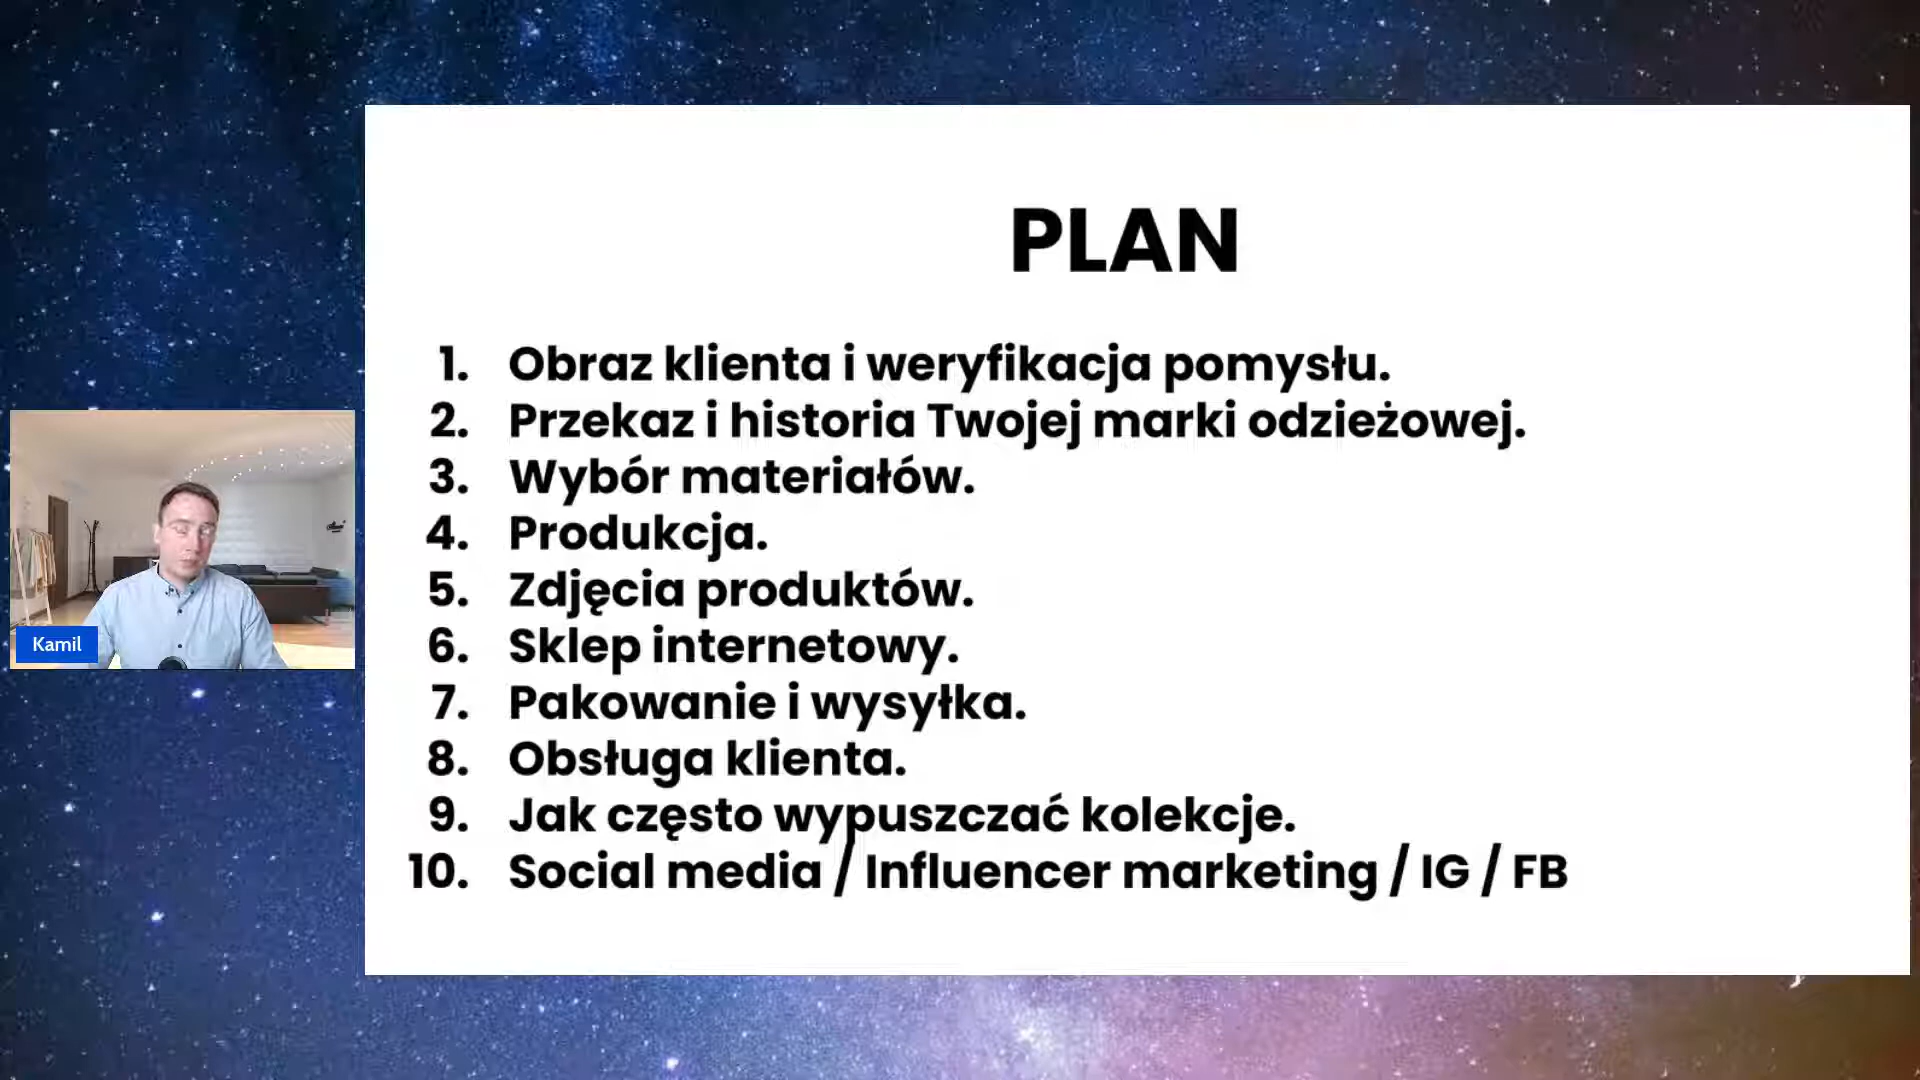 PLAN
1. Obraz klienta i weryfikacja pomysłu.
2. Przekaz i historia Twojej marki odzieżowej.
3. Wybór materiałów.
4. Produkcja.
5. Zdjęcia produktów.
6. Sklep internetowy.
7. Pakowanie i wysyłka.
8. Obsługa klienta.
9. Jak często wypuszczać kolekcje.
10. Social media / Influencer marketing / IG / FB
Kamil